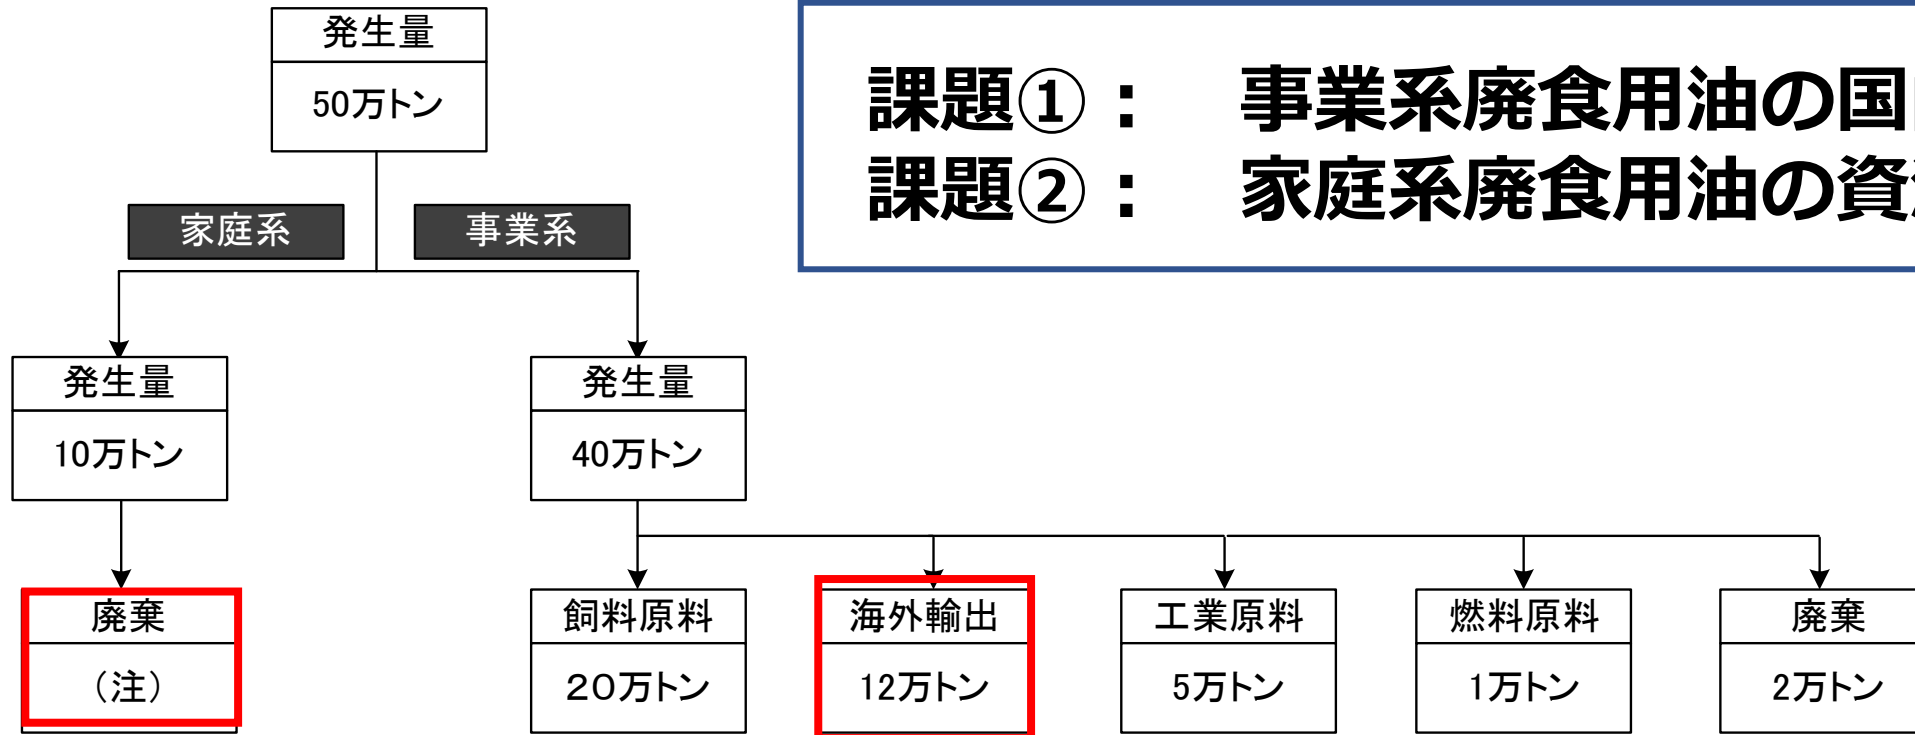 発生量
50万トン
課題①： 事業系廃食用油の国
課題②： 家庭系廃食用油の資
家庭系
事業系
発生量
10万トン
発生量
40万トン
廃棄
（注）
飼料原料
20万トン
海外輸出
12万トン
工業原料
5万トン
燃料原料
1万トン
廃棄
2万トン